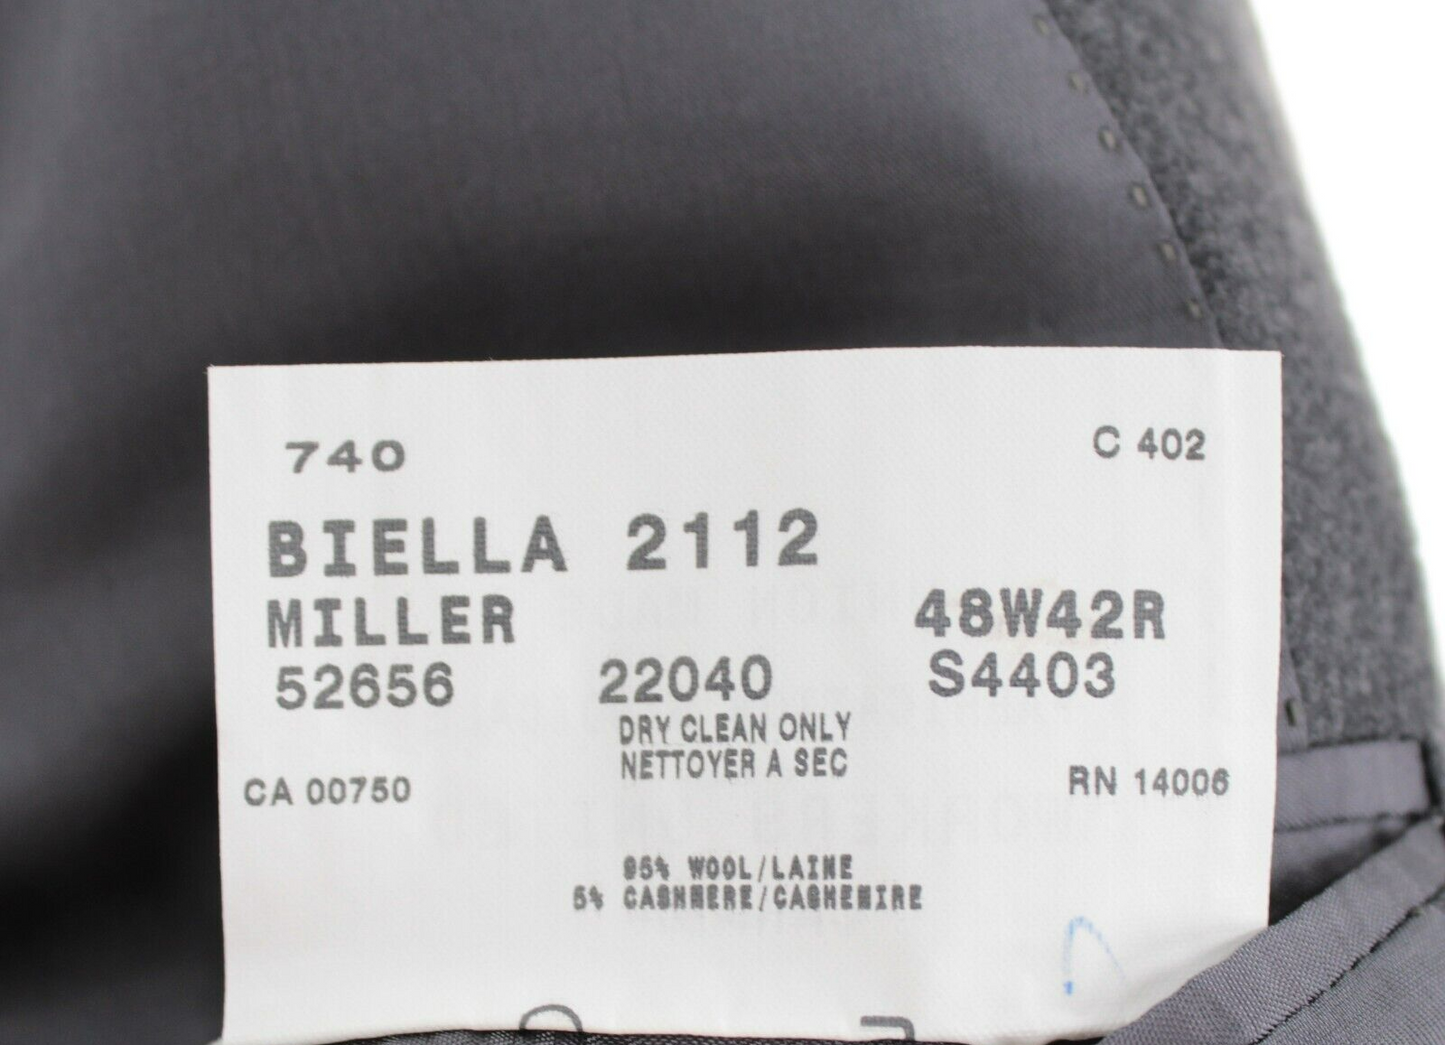 740 C 402
BIELLA 2112
MILLER 48W42R
52656 22040 S4403
DRY CLEAN ONLY
NETTOYER A SEC
CA 00750 RN 14006
95% WOOL/LAINE
5% CASHMERE/CASHEMIRE